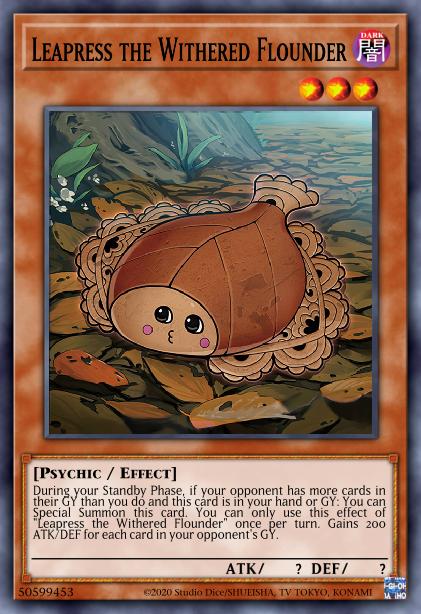 LEAPRESS THE WITHERED FLOUNDER
DARK
闇
[PSYCHIC / EFFECT]
During your Standby Phase, if your opponent has more cards in
their GY than you do and this card is in your hand or GY: You can
Special Summon this card. You can only use this effect of
"Leapress the Withered Flounder" once per turn. Gains 200
ATK/DEF for each card in your opponent's GY.
ATK/ ? DEF/ ?
50599453
©2020 Studio Dice/SHUEISHA, TV TOKYO, KONAMI